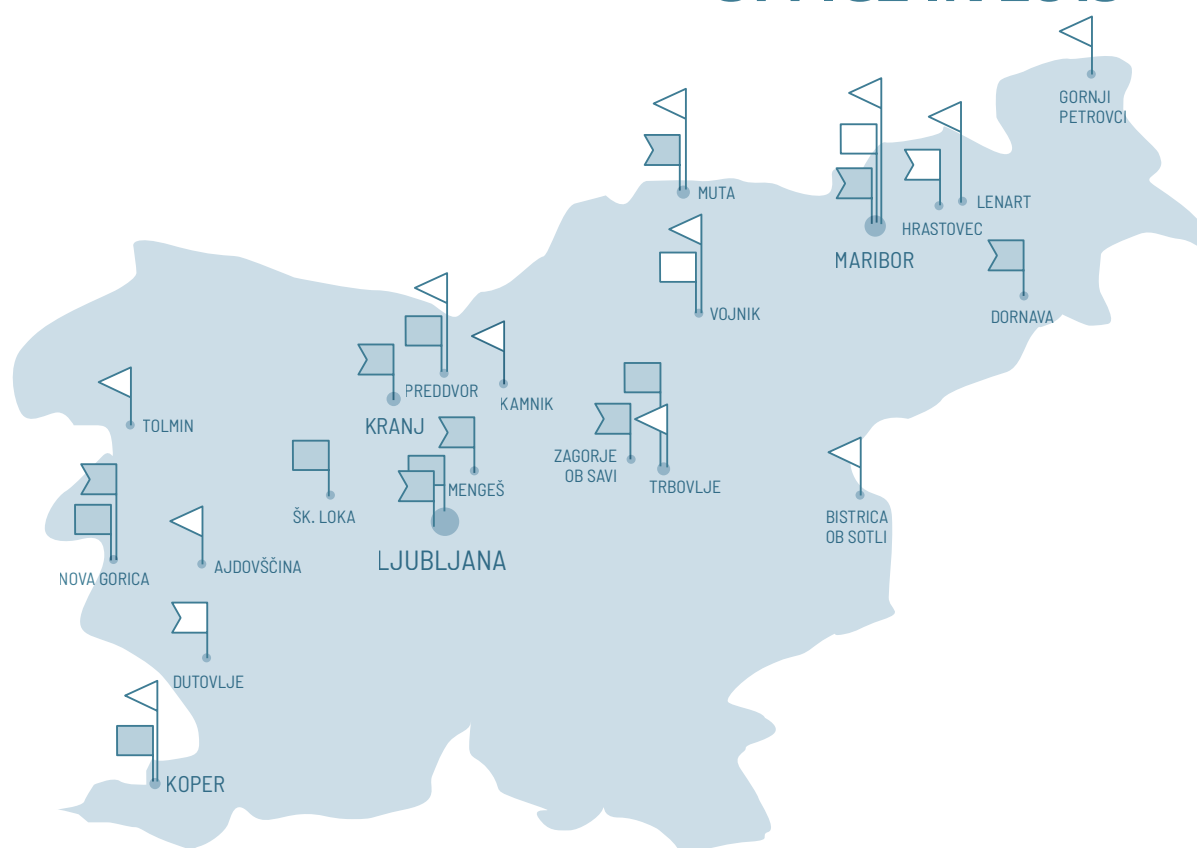 GORNJI
PETROVCI
MUTA
LENART
HRASTOVEC
MARIBOR
DORNAVA
VOJNIK
PREDDVOR
KAMNIK
KRANJ
TOLMIN
ZAGORJE
OB SAVI
TRBOVLJE
MENGEŠ
ŠK. LOKA
BISTRICA
OB SOTLI
LJUBLJANA
AJDOVŠČINA
NOVA GORICA
DUTOVLJE
KOPER